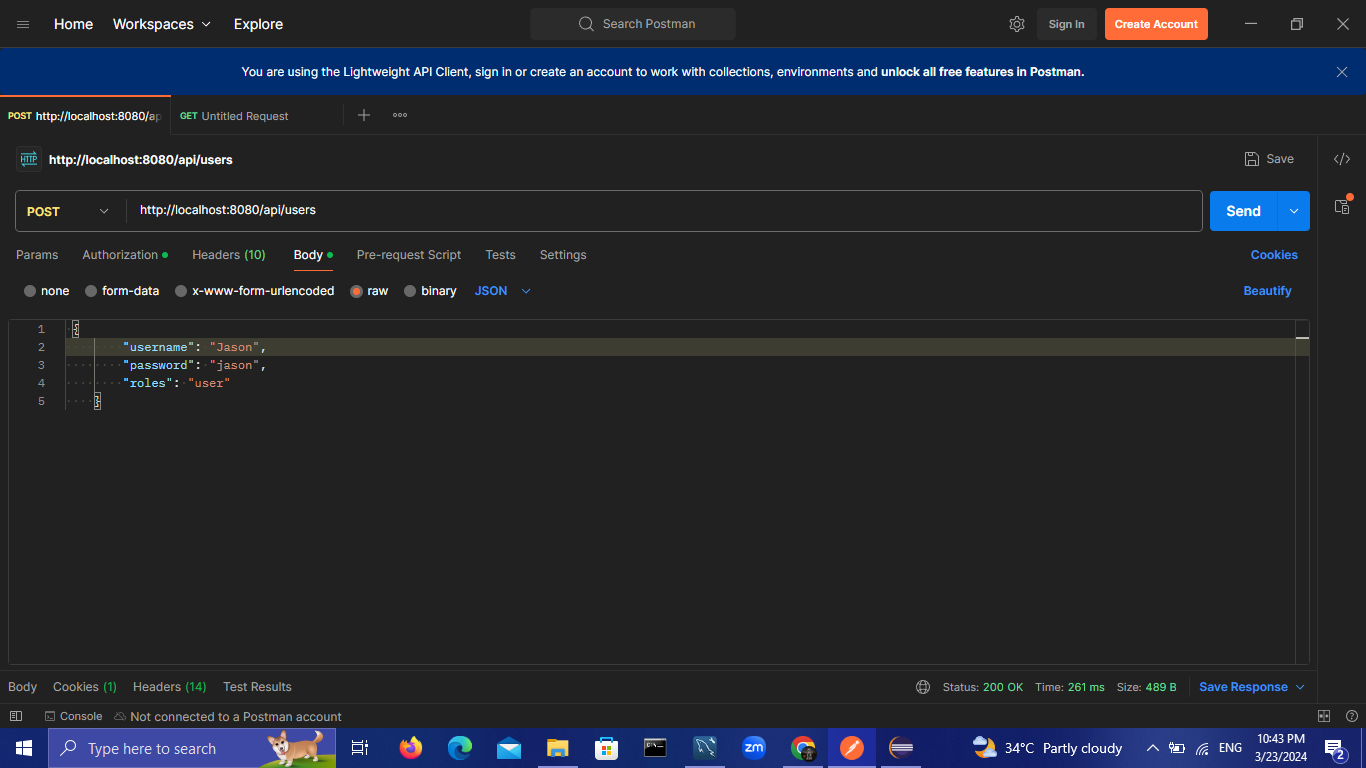 Home Workspaces Explore Search Postman Sign In Create Account
You are using the Lightweight API Client, sign in or create an account to work with collections, environments and unlock all free features in Postman.
POST http://localhost:8080/ap GET Untitled Request
HTTP http://localhost:8080/api/users Save
POST http://localhost:8080/api/users Send
Params Authorization Headers (10) Body Pre-request Script Tests Settings Cookies
none form-data x-www-form-urlencoded raw binary JSON Beautify
1 {
2 "username": "Jason",
3 "password": "jason",
4 "roles": "user"
5 }
Body Cookies (1) Headers (14) Test Results Status: 200 OK Time: 261 ms Size: 489 B Save Response
Console Not connected to a Postman account
Type here to search zm 34°C Partly cloudy ENG 10:43 PM
3/23/2024 2